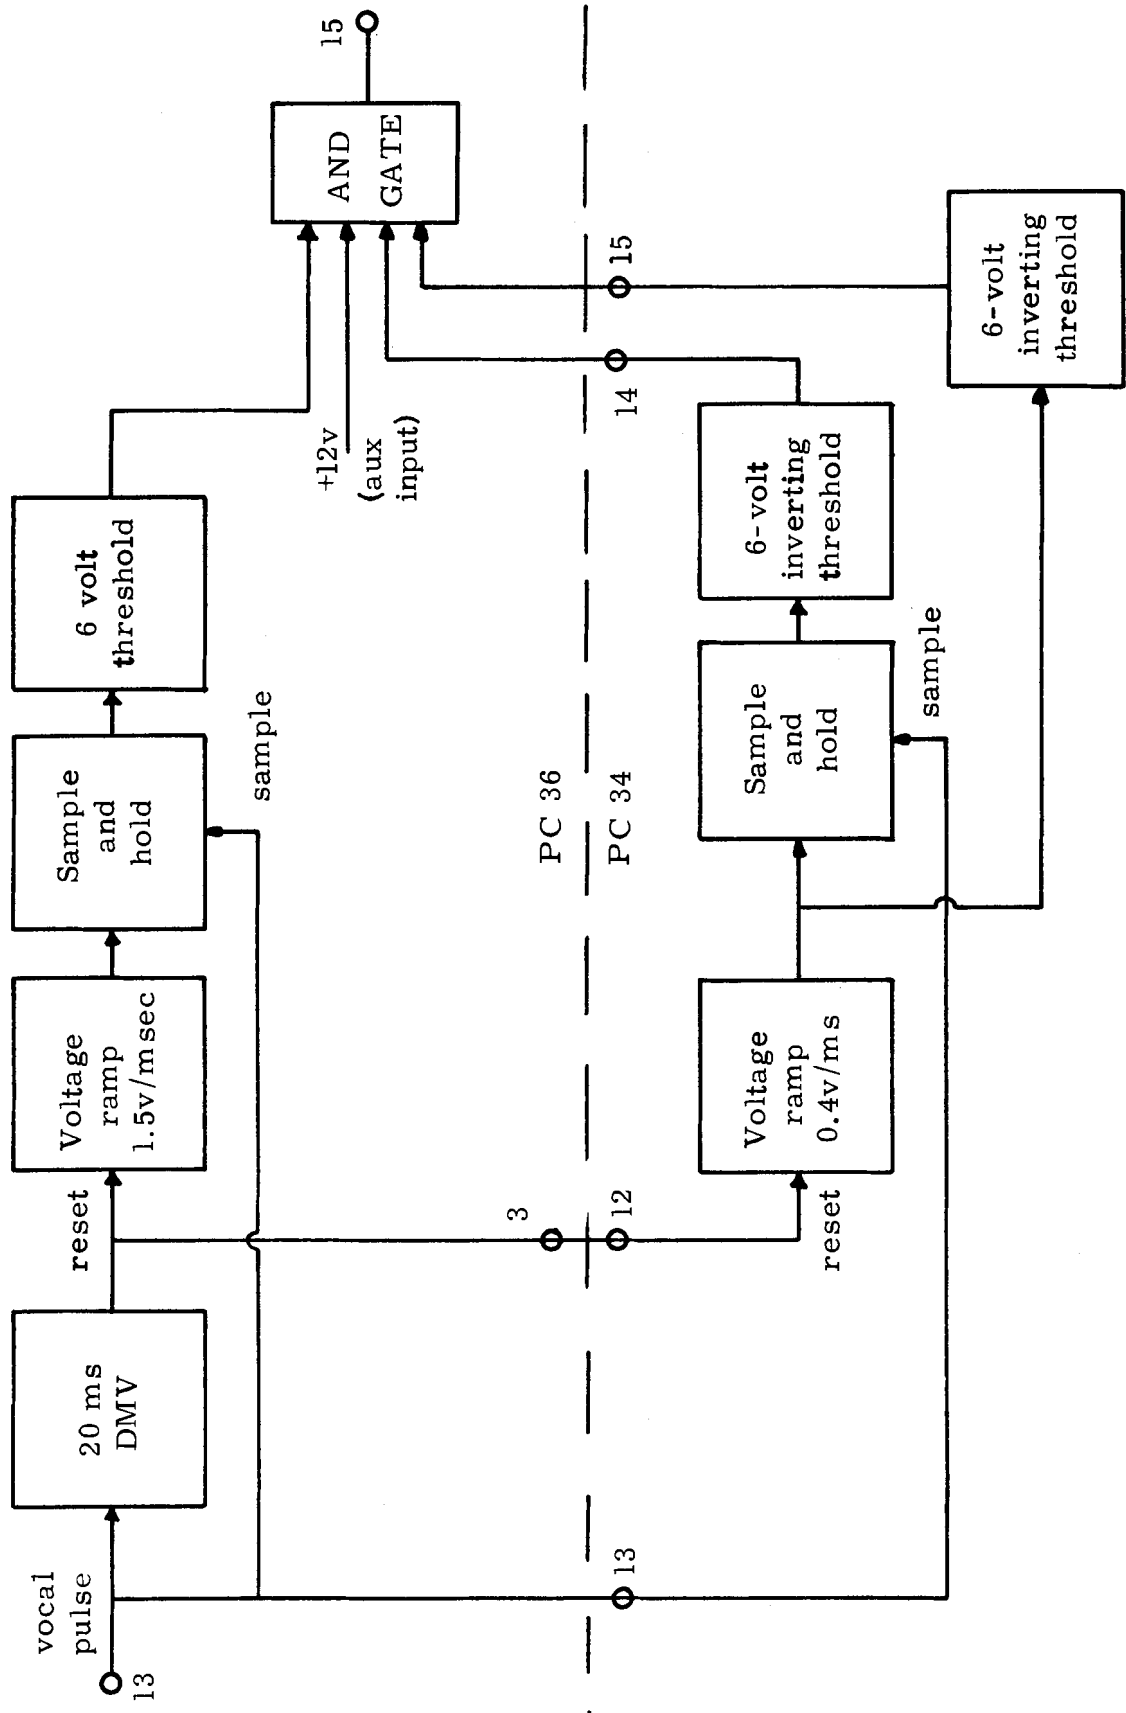 vocal
pulse
13
20 ms
DMV
reset
Voltage
ramp
1.5v/msec
Sample
and
hold
sample
6 volt
threshold
+12v
(aux
input)
AND
GATE
15
3
PC 36
PC 34
13
12
reset
Voltage
ramp
0.4v/ms
Sample
and
hold
sample
6-volt
inverting
threshold
14
15
6-volt
inverting
threshold